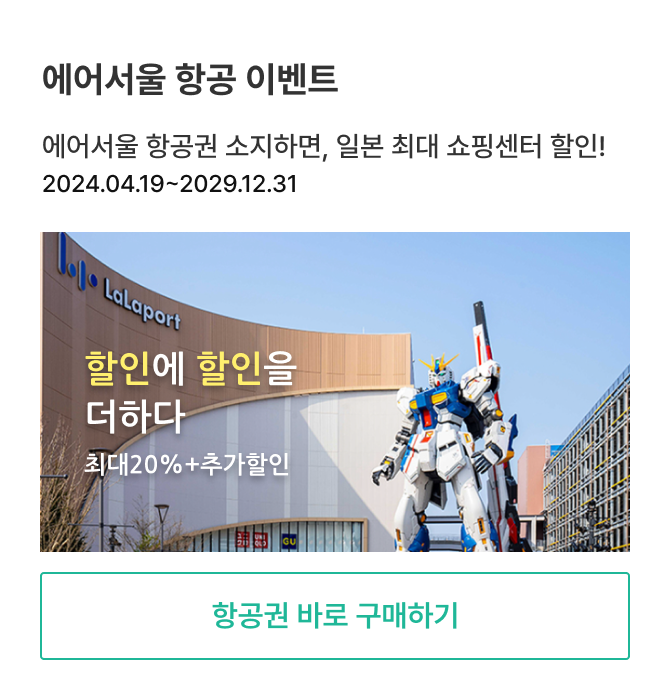 에어서울 항공 이벤트
에어서울 항공권 소지하면, 일본 최대 쇼핑센터 할인!
2024.04.19~2029.12.31
LaLaport
할인에 할인을
더하다
최대20%+추가할인
UNI
QLO
GU
항공권 바로 구매하기